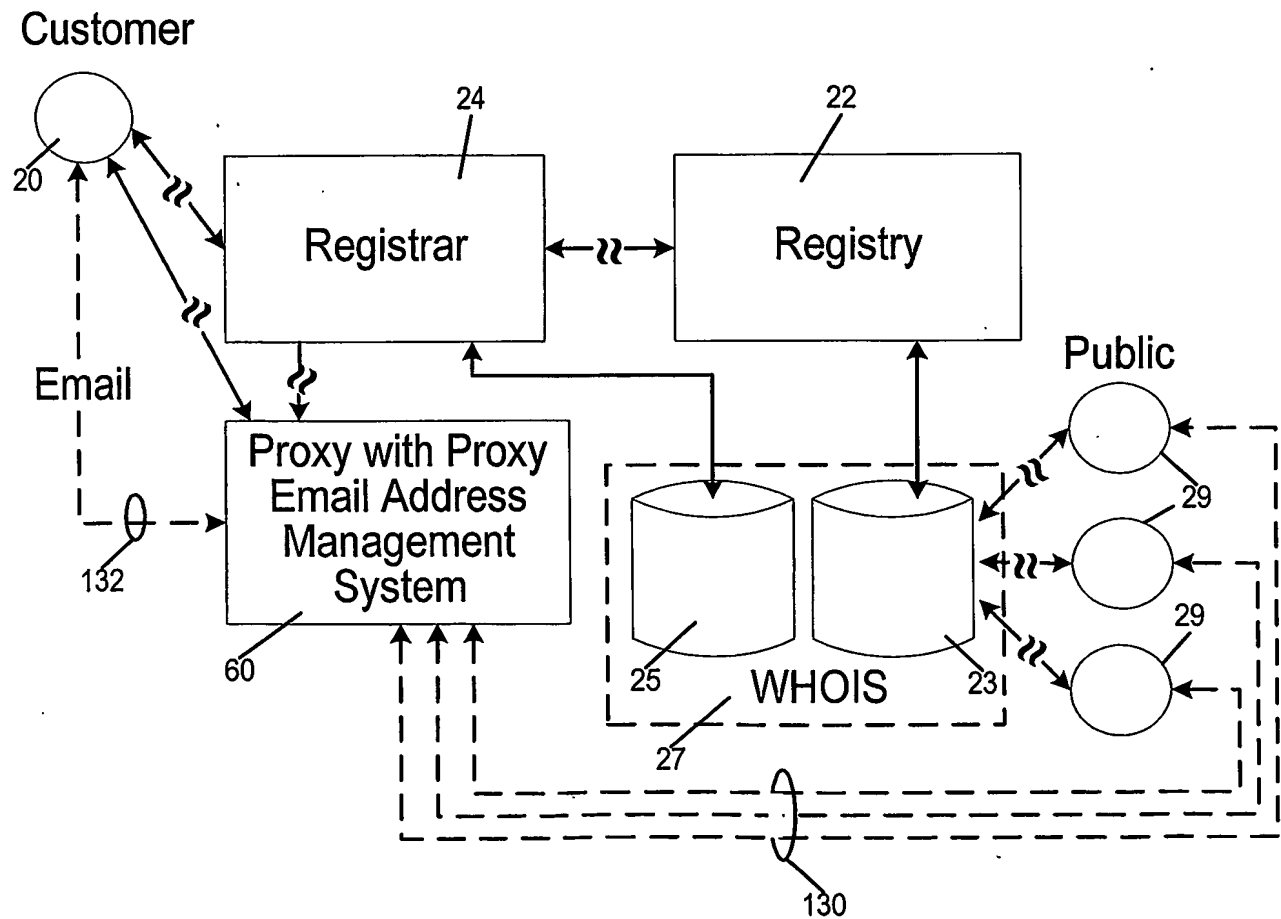 Customer
20
24
22
Registrar
Registry
Email
Public
Proxy with Proxy
Email Address
Management
System
29
29
132
29
60
25
WHOIS
23
27
130